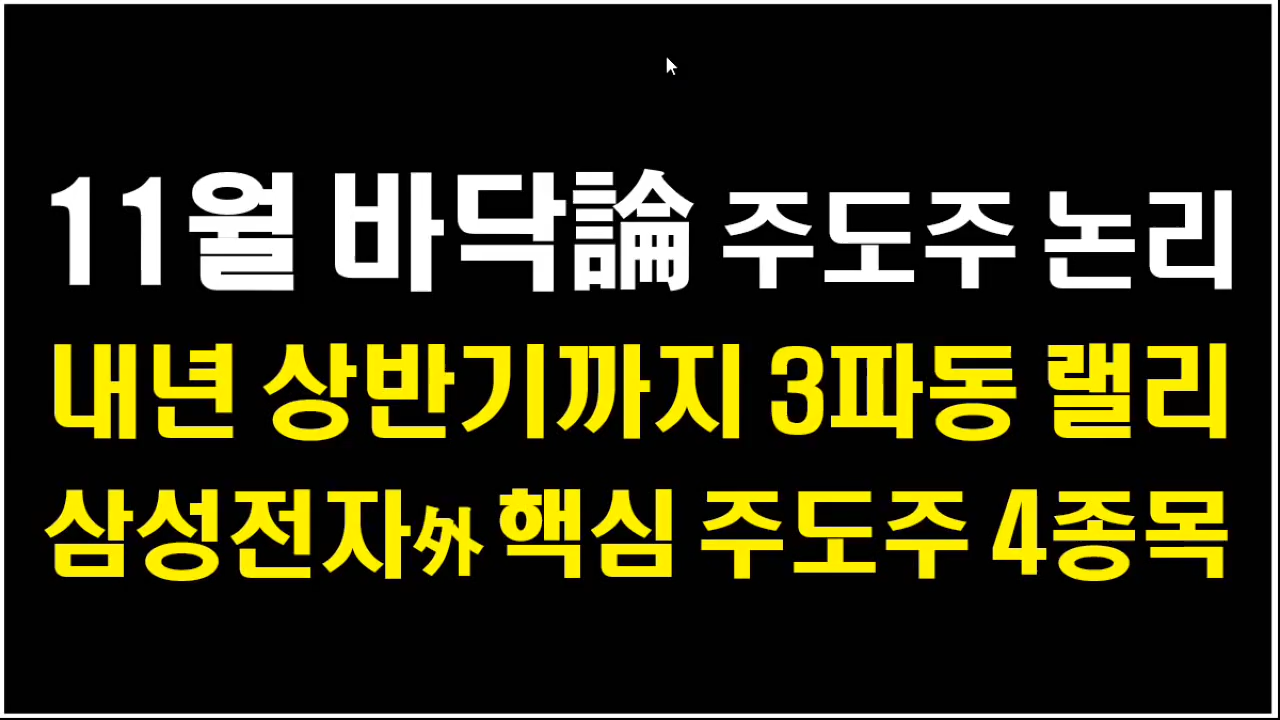 11월 바닥論 주도주 논리
내년 상반기까지 3파동 랠리
삼성전자外 핵심 주도주 4종목